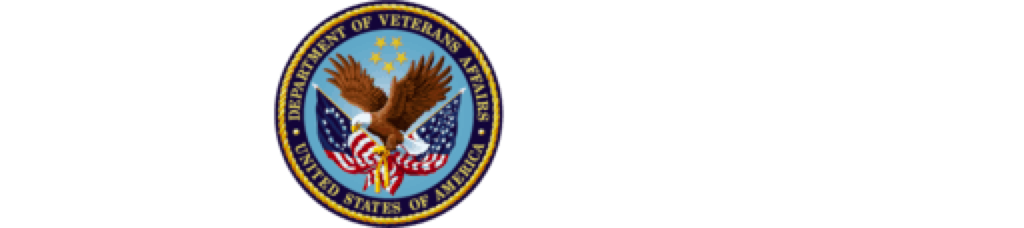 DEPARTMENT OF VETERANS AFFAIRS
UNITED STATES OF AMERICA